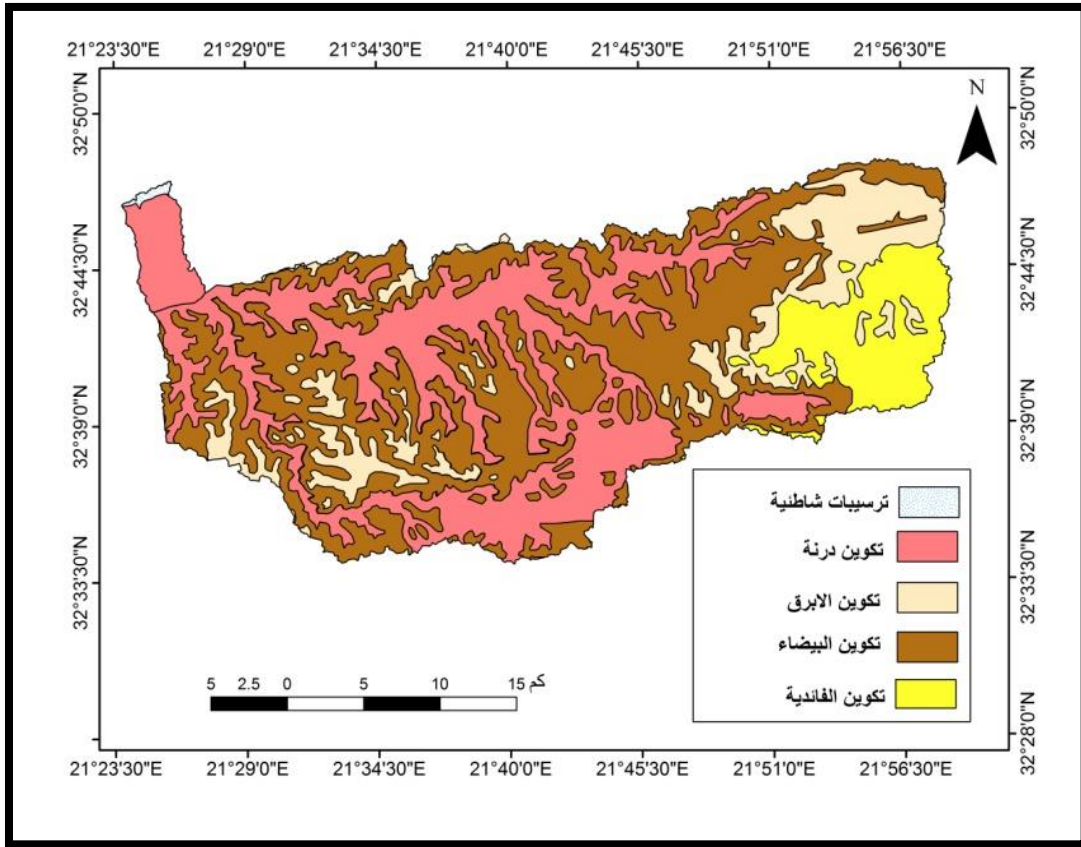 21°23'30"E 21°29'0"E 21°34'30"E 21°40'0"E 21°45'30"E 21°51'0"E 21°56'30"E
N
32°50'0"N
32°44'30"N
32°39'0"N
32°33'30"N
32°50'0"N
32°44'30"N
32°39'0"N
32°33'30"N
32°28'0"N
ترسيبات شاطئية
تكوين درنة
تكوين الابرق
تكوين البيضاء
تكوين الفائدية
5 2.5 0 5 10 15 كم
21°23'30"E 21°29'0"E 21°34'30"E 21°40'0"E 21°45'30"E 21°51'0"E 21°56'30"E